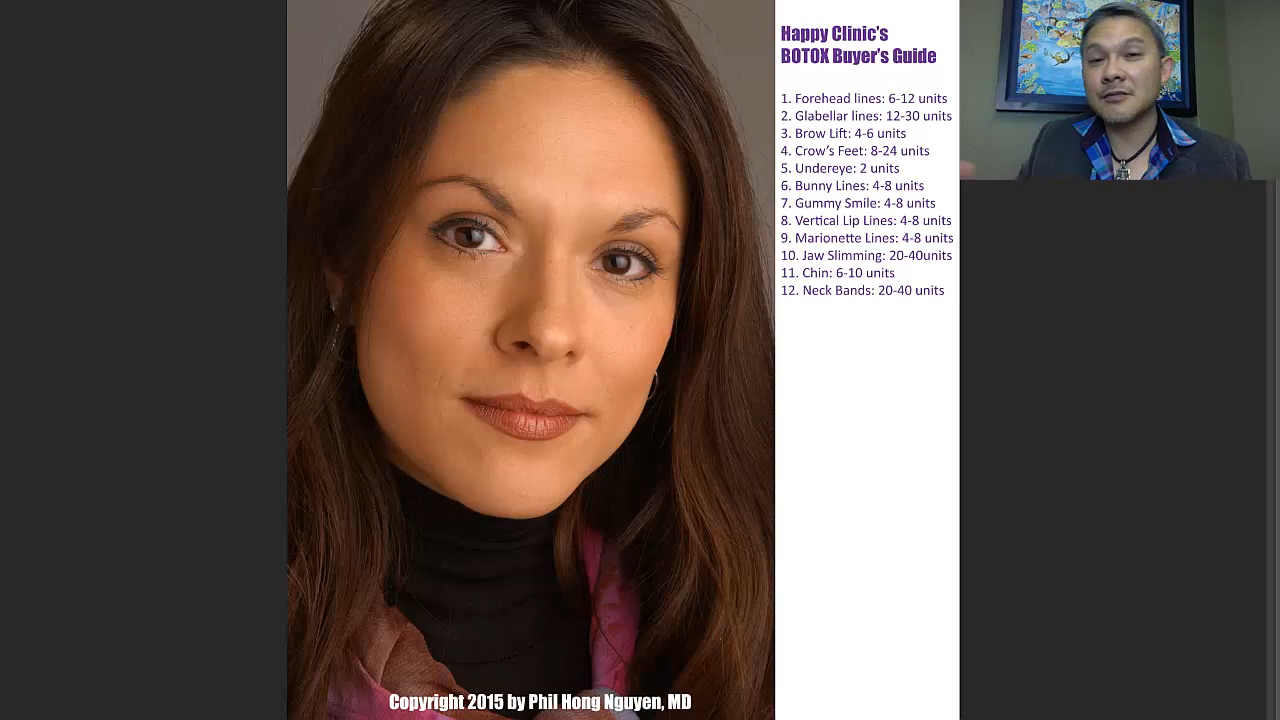 Happy Clinic's
BOTOX Buyer's Guide
1. Forehead lines: 6-12 units
2. Glabellar lines: 12-30 units
3. Brow Lift: 4-6 units
4. Crow's Feet: 8-24 units
5. Undereye: 2 units
6. Bunny Lines: 4-8 units
7. Gummy Smile: 4-8 units
8. Vertical Lip Lines: 4-8 units
9. Marionette Lines: 4-8 units
10. Jaw Slimming: 20-40units
11. Chin: 6-10 units
12. Neck Bands: 20-40 units
Copyright 2015 by Phil Hong Nguyen, MD